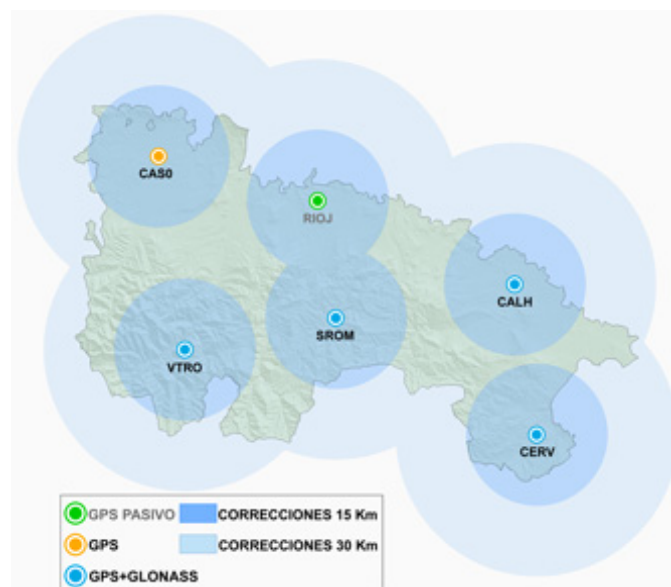 CAS0
RIOJ
CALH
SROM
VTRO
CERV
GPS PASIVO CORRECCIONES 15 Km
GPS CORRECCIONES 30 Km
GPS+GLONASS